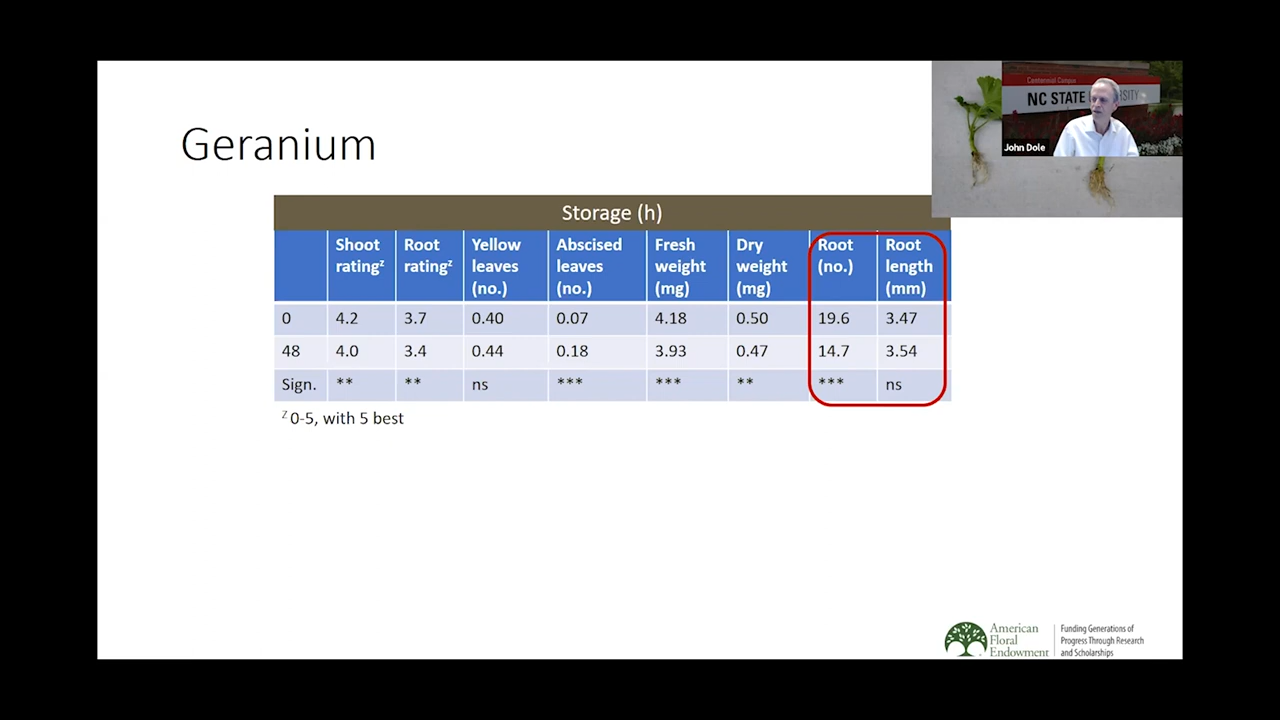 Centennial Campus
NC STATE
John Dole
Geranium
Storage (h)
Shoot ratingᶻ Root ratingᶻ Yellow leaves (no.) Abscised leaves (no.) Fresh weight (mg) Dry weight (mg) Root (no.) Root length (mm)
0 4.2 3.7 0.40 0.07 4.18 0.50 19.6 3.47
48 4.0 3.4 0.44 0.18 3.93 0.47 14.7 3.54
Sign. ** ** ns *** *** ** *** ns
ᶻ 0-5, with 5 best
American
Floral
Endowment
Funding Generations of
Progress Through Research
and Scholarships